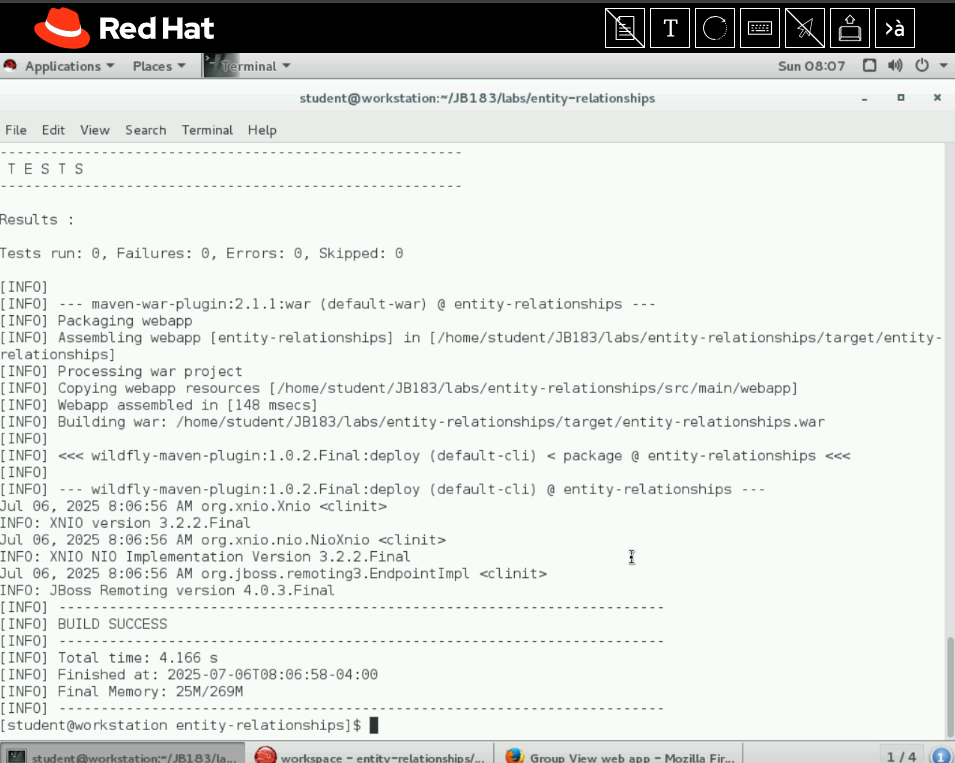 Red Hat
T
>à
Applications Places Terminal Sun 08:07
student@workstation:~/JB183/labs/entity-relationships
File Edit View Search Terminal Help
-------------------------------------------------------
 T E S T S
-------------------------------------------------------
Results :
Tests run: 0, Failures: 0, Errors: 0, Skipped: 0
[INFO]
[INFO] --- maven-war-plugin:2.1.1:war (default-war) @ entity-relationships ---
[INFO] Packaging webapp
[INFO] Assembling webapp [entity-relationships] in [/home/student/JB183/labs/entity-relationships/target/entity-
relationships]
[INFO] Processing war project
[INFO] Copying webapp resources [/home/student/JB183/labs/entity-relationships/src/main/webapp]
[INFO] Webapp assembled in [148 msecs]
[INFO] Building war: /home/student/JB183/labs/entity-relationships/target/entity-relationships.war
[INFO]
[INFO] <<< wildfly-maven-plugin:1.0.2.Final:deploy (default-cli) < package @ entity-relationships <<<
[INFO]
[INFO] --- wildfly-maven-plugin:1.0.2.Final:deploy (default-cli) @ entity-relationships ---
Jul 06, 2025 8:06:56 AM org.xnio.Xnio <clinit>
INFO: XNIO version 3.2.2.Final
Jul 06, 2025 8:06:56 AM org.xnio.nio.NioXnio <clinit>
INFO: XNIO NIO Implementation Version 3.2.2.Final
Jul 06, 2025 8:06:56 AM org.jboss.remoting3.EndpointImpl <clinit>
INFO: JBoss Remoting version 4.0.3.Final
[INFO] ------------------------------------------------------------------------
[INFO] BUILD SUCCESS
[INFO] ------------------------------------------------------------------------
[INFO] Total time: 4.166 s
[INFO] Finished at: 2025-07-06T08:06:58-04:00
[INFO] Final Memory: 25M/269M
[INFO] ------------------------------------------------------------------------
[student@workstation entity-relationships]$
student@workstation:~/JB183/la... workspace - entity-relationships/... Group View web app - Mozilla Fir... 1 / 4 1